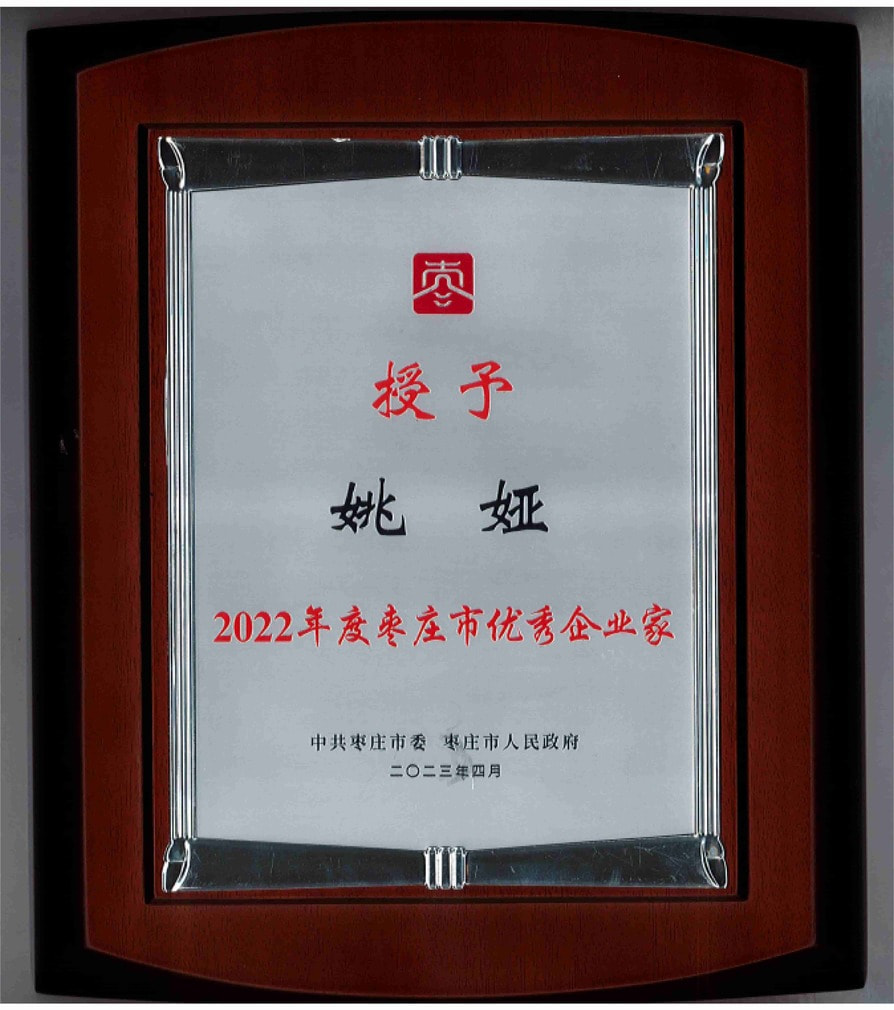 枣
授予
姚娅
2022年度枣庄市优秀企业家
中共枣庄市委 枣庄市人民政府
二〇二三年四月